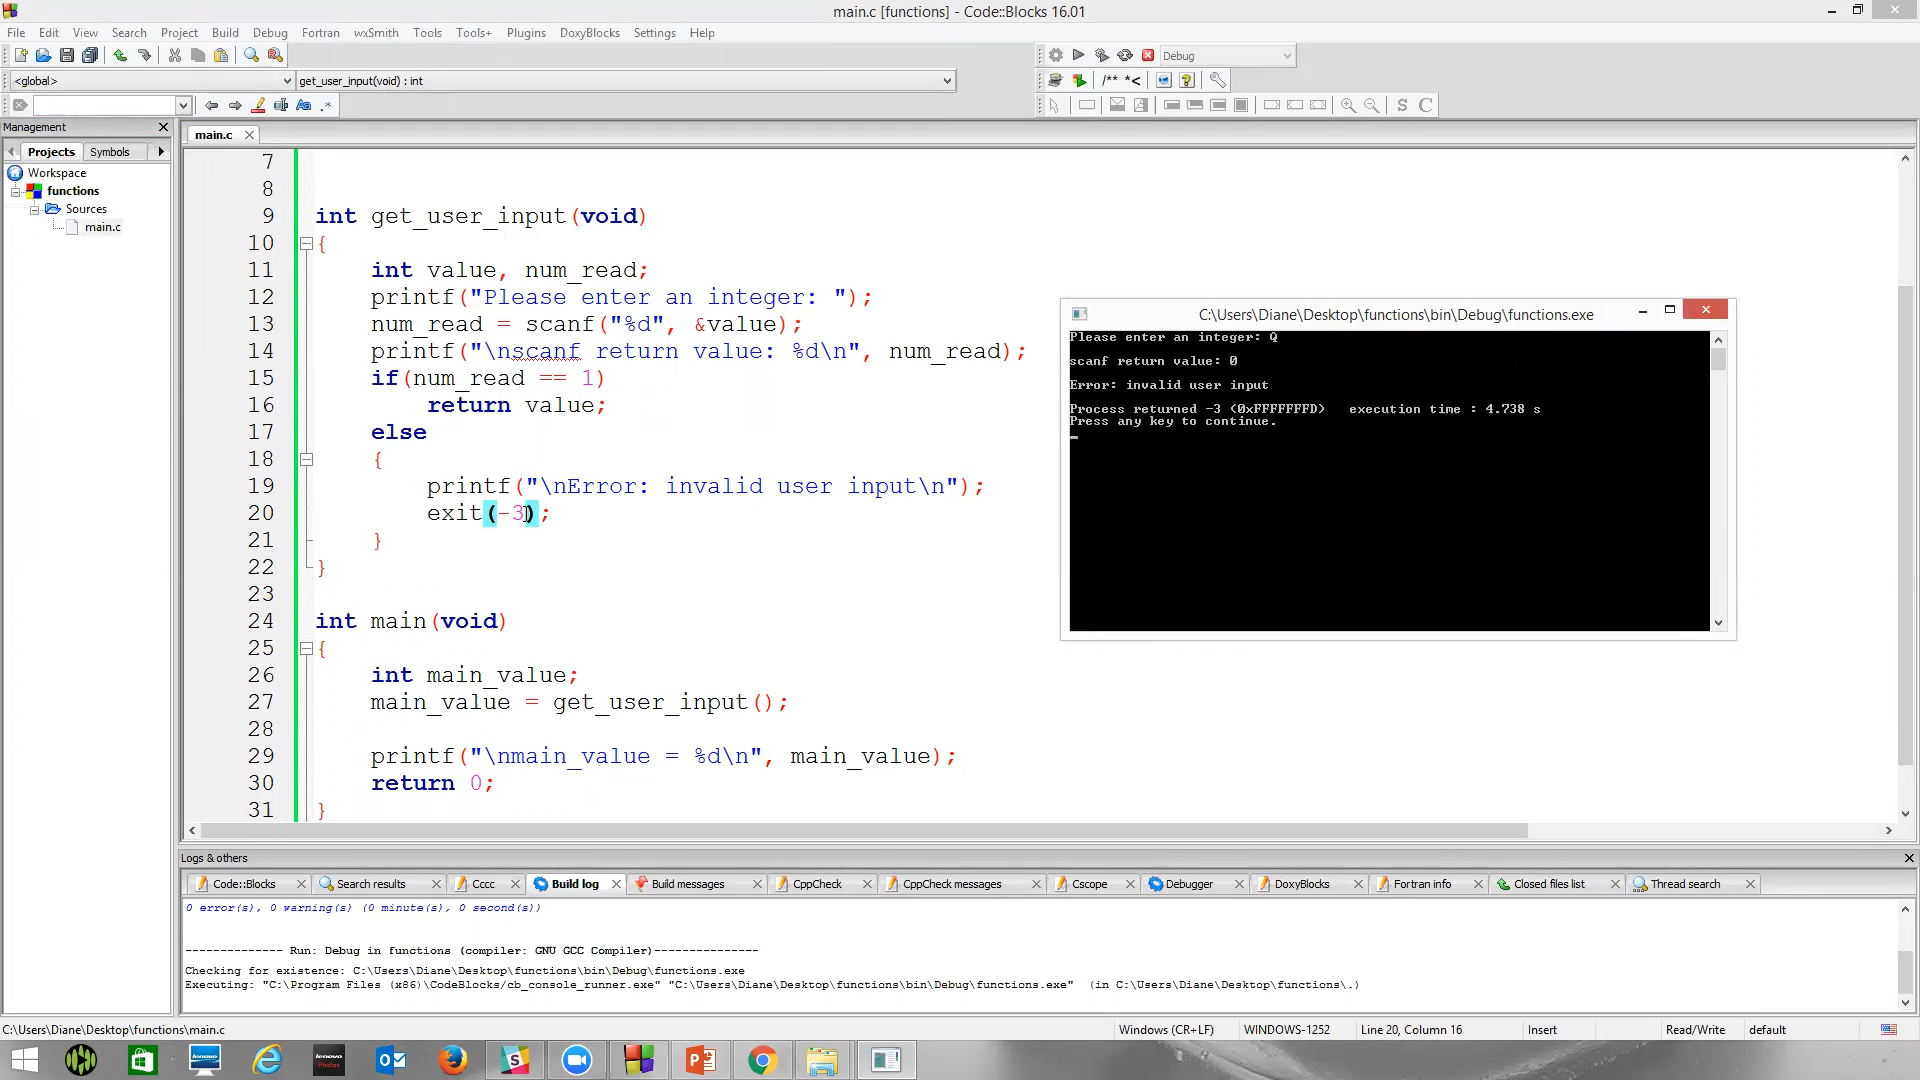 main.c [functions] - Code::Blocks 16.01
File Edit View Search Project Build Debug Fortran wxSmith Tools Tools+ Plugins DoxyBlocks Settings Help
Debug
<global> get_user_input(void) : int
/** *<
Aa .*
S C
Management
main.c
Projects Symbols
Workspace
functions
Sources
main.c
7
8
9 int get_user_input(void)
10 {
11 int value, num_read;
12 printf("Please enter an integer: ");
13 num_read = scanf("%d", &value);
14 printf("\nscanf return value: %d\n", num_read);
15 if(num_read == 1)
16 return value;
17 else
18 {
19 printf("\nError: invalid user input\n");
20 exit(-3);
21 }
22 }
23
24 int main(void)
25 {
26 int main_value;
27 main_value = get_user_input();
28
29 printf("\nmain_value = %d\n", main_value);
30 return 0;
31 }
C:\Users\Diane\Desktop\functions\bin\Debug\functions.exe
Please enter an integer: Q
scanf return value: 0
Error: invalid user input
Process returned -3 (0xFFFFFFFD) execution time : 4.738 s
Press any key to continue.
Logs & others
Code::Blocks Search results Cccc Build log Build messages CppCheck CppCheck messages Cscope Debugger DoxyBlocks Fortran info Closed files list Thread search
0 error(s), 0 warning(s) (0 minute(s), 0 second(s))
-------------- Run: Debug in functions (compiler: GNU GCC Compiler)---------------
Checking for existence: C:\Users\Diane\Desktop\functions\bin\Debug\functions.exe
Executing: "C:\Program Files (x86)\CodeBlocks/cb_console_runner.exe" "C:\Users\Diane\Desktop\functions\bin\Debug\functions.exe" (in C:\Users\Diane\Desktop\functions\.)
C:\Users\Diane\Desktop\functions\main.c Windows (CR+LF) WINDOWS-1252 Line 20, Column 16 Insert Read/Write default
lenovo
lenovo
Photos